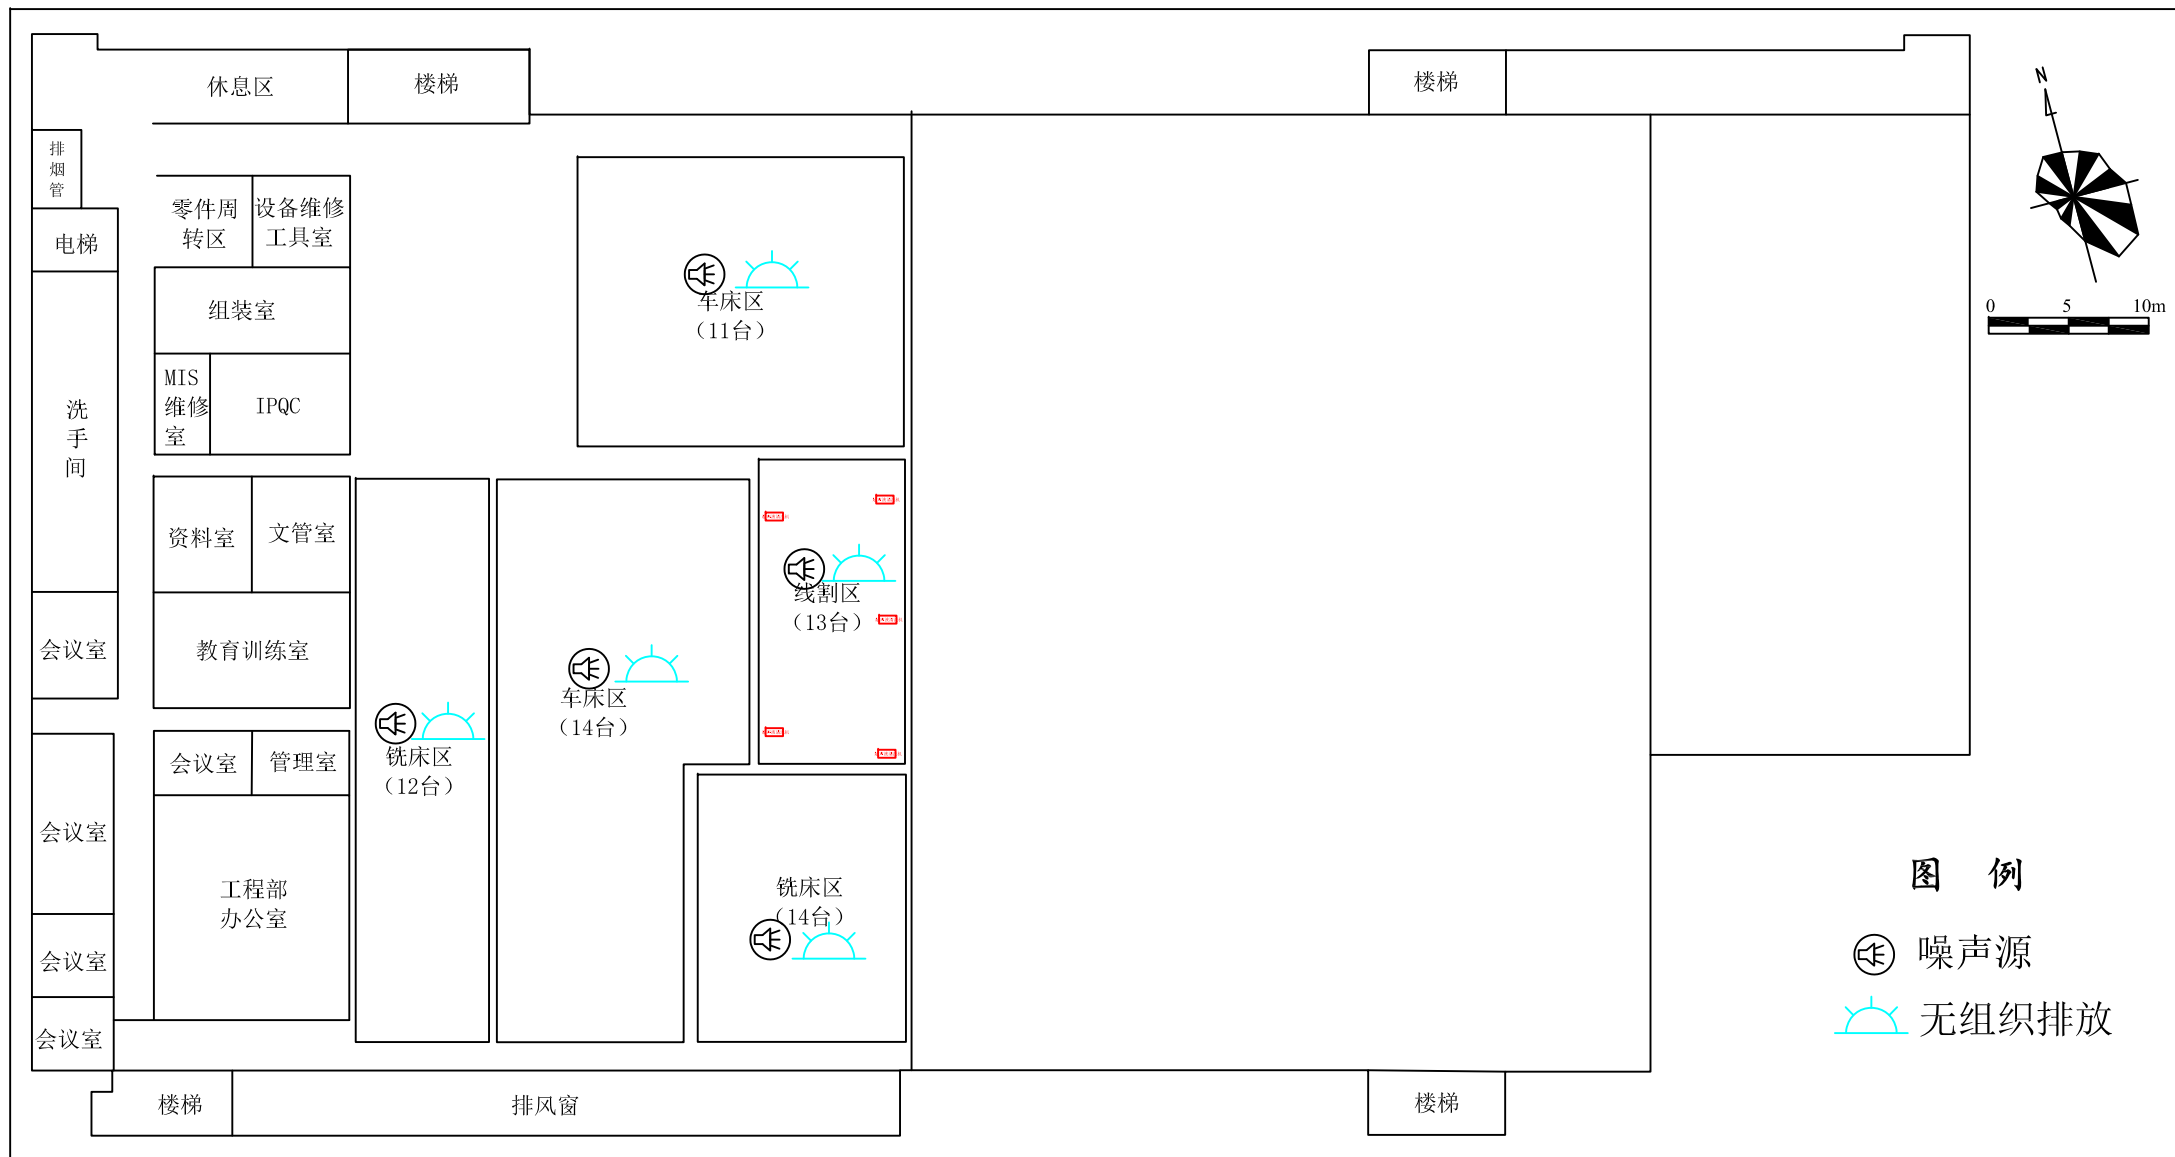 休息区
楼梯
楼梯
N
排
烟
管
零件周
转区
设备维修
工具室
电梯
组装室
车床区
（11台）
0 5 10m
MIS
维修
室
IPQC
洗
手
间
资料室
文管室
线割区
（13台）
会议室
教育训练室
车床区
（14台）
铣床区
（12台）
会议室
管理室
会议室
工程部
办公室
铣床区
（14台）
图 例
噪声源
无组织排放
会议室
会议室
楼梯
排风窗
楼梯